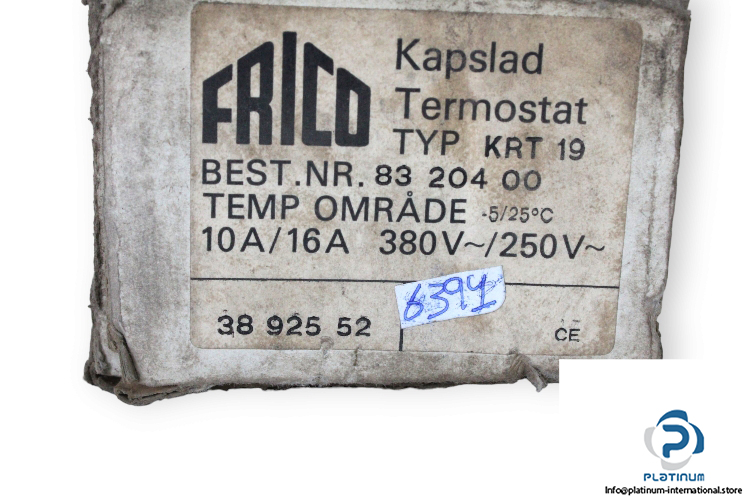 FRICO
Kapslad
Termostat
TYP KRT 19
BEST.NR. 83 204 00
TEMP OMRÅDE -5/25°C
10A/16A 380V~/250V~
6394
38 925 52
CE
PLATINUM
Info@platinum-international.store